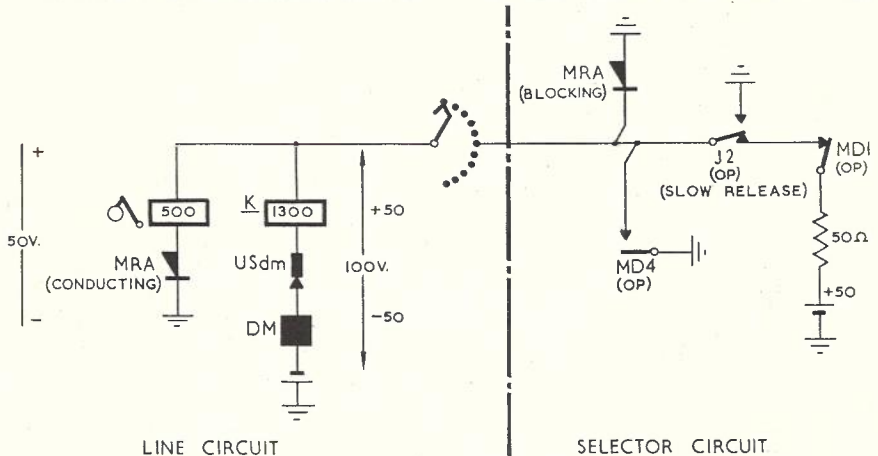 MRA
(BLOCKING)
J2
(OP)
(SLOW RELEASE)
MD1
(OP)
+
50V.
−
500
K
1300
MRA
(CONDUCTING)
USdm
DM
+50
100V.
−50
MD4
(OP)
50Ω
+50
LINE CIRCUIT
SELECTOR CIRCUIT